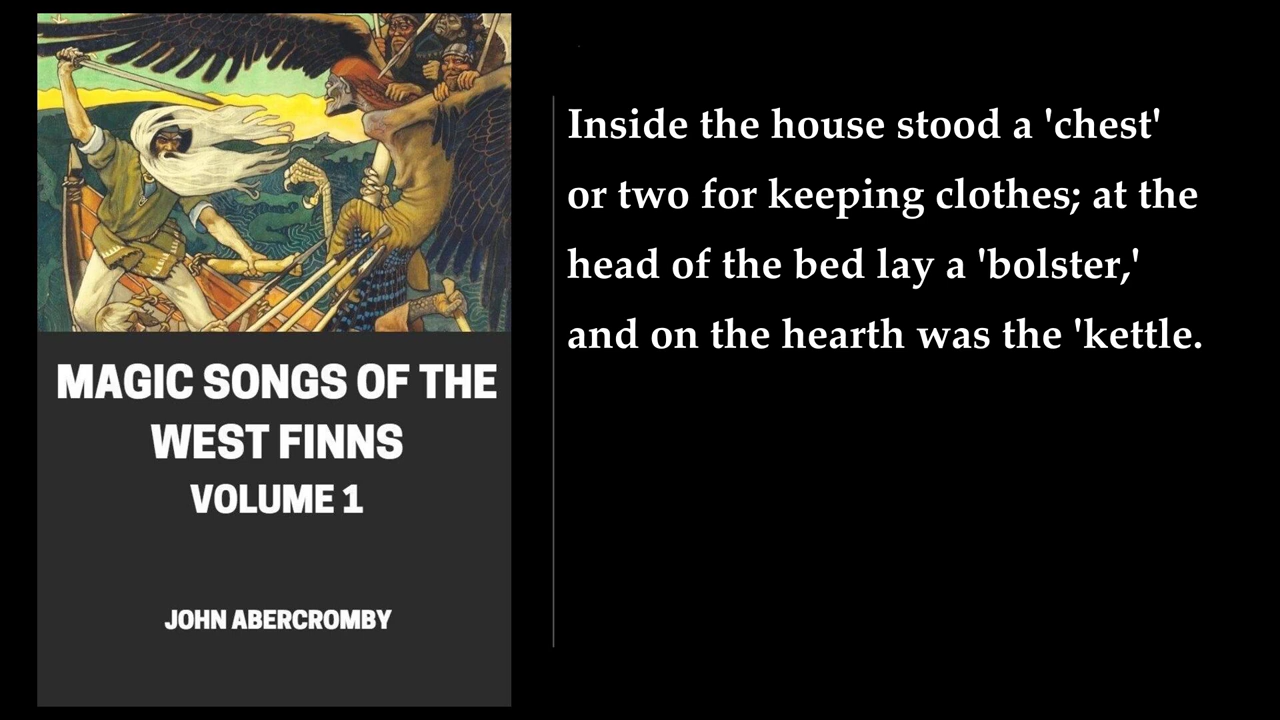 MAGIC SONGS OF THE
WEST FINNS
VOLUME 1
JOHN ABERCROMBY
Inside the house stood a 'chest'
or two for keeping clothes; at the
head of the bed lay a 'bolster,'
and on the hearth was the 'kettle.